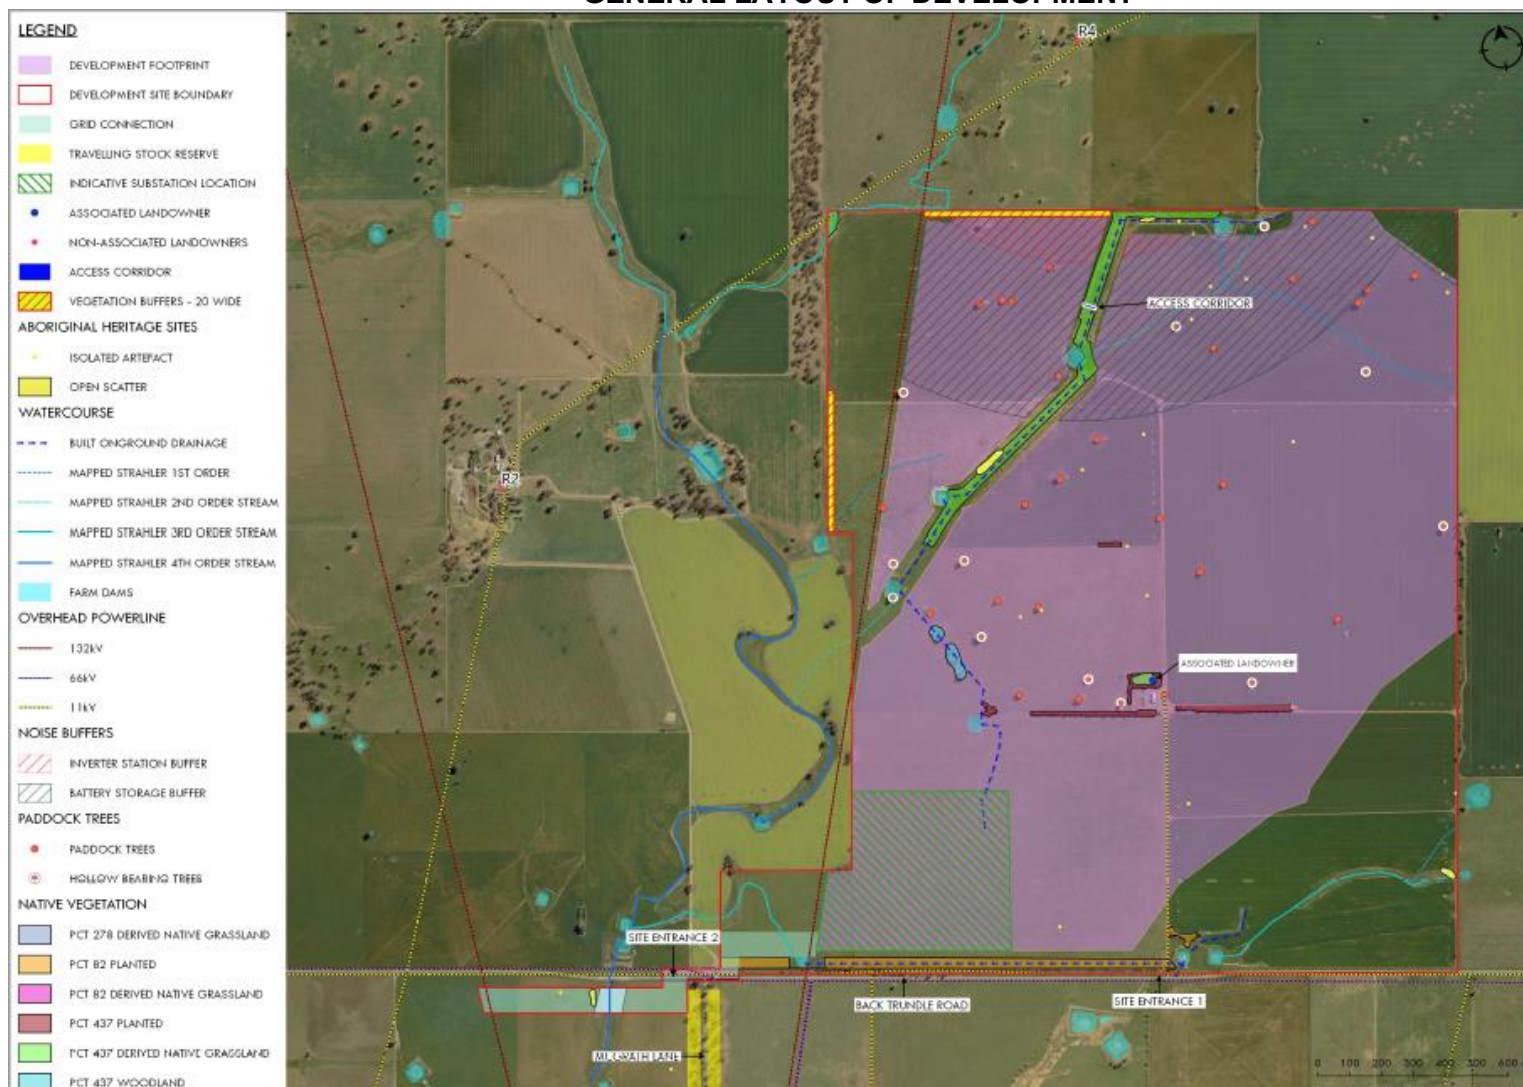 GENERAL LAYOUT OF DEVELOPMENT
LEGEND
DEVELOPMENT FOOTPRINT
DEVELOPMENT SITE BOUNDARY
GRID CONNECTION
TRAVELLING STOCK RESERVE
INDICATIVE SUBSTATION LOCATION
ASSOCIATED LANDOWNER
NON-ASSOCIATED LANDOWNERS
ACCESS CORRIDOR
VEGETATION BUFFERS - 20 WIDE
ABORIGINAL HERITAGE SITES
ISOLATED ARTEFACT
OPEN SCATTER
WATERCOURSE
BUILT ONGROUND DRAINAGE
MAPPED STRAHLER 1ST ORDER
MAPPED STRAHLER 2ND ORDER STREAM
MAPPED STRAHLER 3RD ORDER STREAM
MAPPED STRAHLER 4TH ORDER STREAM
FARM DAMS
OVERHEAD POWERLINE
132kV
66kV
11kV
NOISE BUFFERS
INVERTER STATION BUFFER
BATTERY STORAGE BUFFER
PADDOCK TREES
PADDOCK TREES
HOLLOW BEARING TREES
NATIVE VEGETATION
PCT 278 DERIVED NATIVE GRASSLAND
PCT 82 PLANTED
PCT 82 DERIVED NATIVE GRASSLAND
PCT 437 PLANTED
PCT 437 DERIVED NATIVE GRASSLAND
PCT 437 WOODLAND
R4
ACCESS CORRIDOR
R2
ASSOCIATED LANDOWNER
SITE ENTRANCE 2
BACK TRUNDLE ROAD
SITE ENTRANCE 1
MCGRATH LANE
0 100 200 300 400 500 600